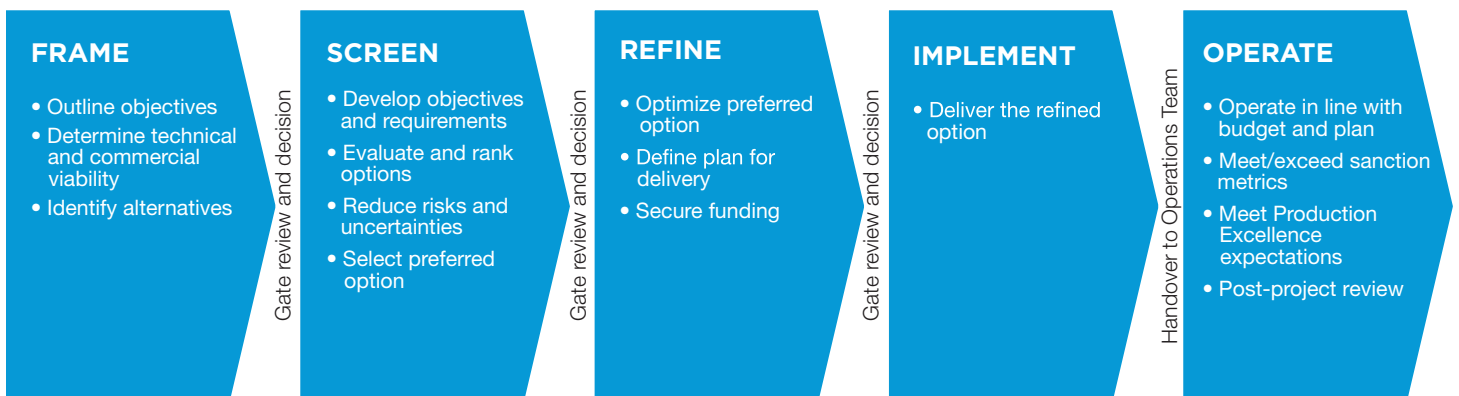 FRAME
• Outline objectives
• Determine technical
and commercial
viability
• Identify alternatives
Gate review and decision
SCREEN
• Develop objectives
and requirements
• Evaluate and rank
options
• Reduce risks and
uncertainties
• Select preferred
option
Gate review and decision
REFINE
• Optimize preferred
option
• Define plan for
delivery
• Secure funding
Gate review and decision
IMPLEMENT
• Deliver the refined
option
Handover to Operations Team
OPERATE
• Operate in line with
budget and plan
• Meet/exceed sanction
metrics
• Meet Production
Excellence
expectations
• Post-project review